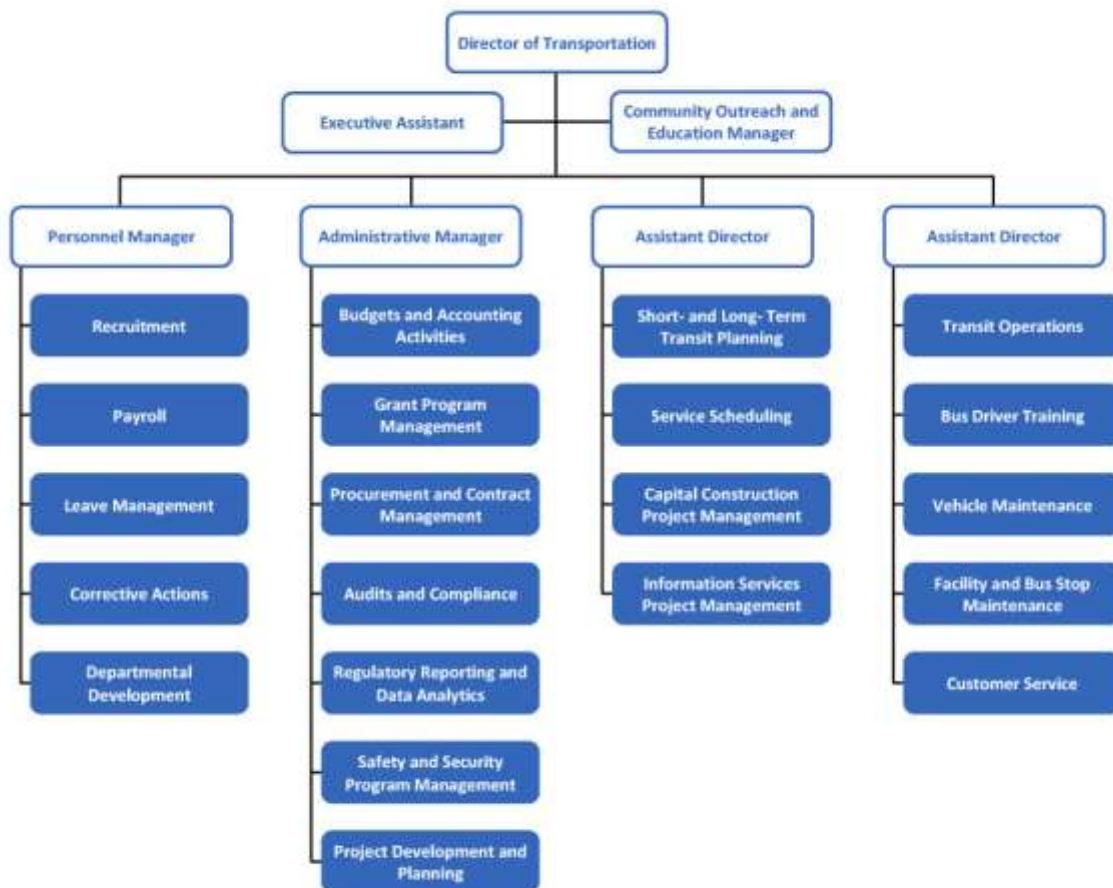 Director of Transportation
Executive Assistant
Community Outreach and
Education Manager
Personnel Manager
Administrative Manager
Assistant Director
Assistant Director
Recruitment
Payroll
Leave Management
Corrective Actions
Departmental
Development
Budgets and Accounting
Activities
Grant Program
Management
Procurement and Contract
Management
Audits and Compliance
Regulatory Reporting and
Data Analytics
Safety and Security
Program Management
Project Development and
Planning
Short- and Long- Term
Transit Planning
Service Scheduling
Capital Construction
Project Management
Information Services
Project Management
Transit Operations
Bus Driver Training
Vehicle Maintenance
Facility and Bus Stop
Maintenance
Customer Service